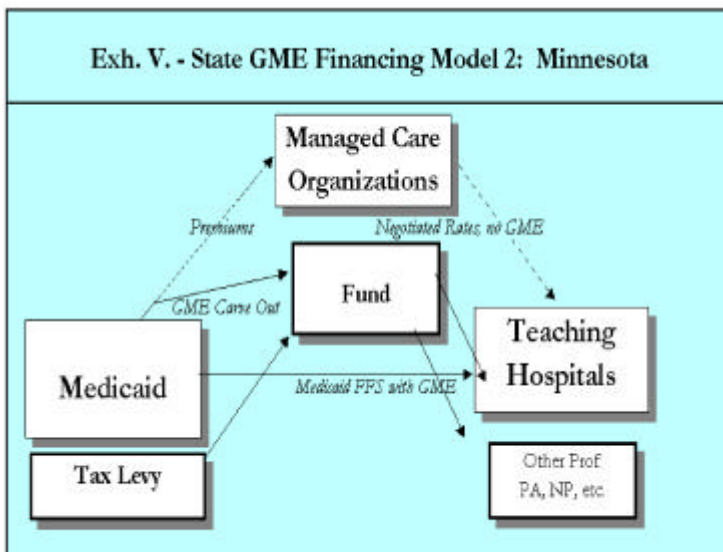 Exh. V. - State GME Financing Model 2: Minnesota
Managed Care
Organizations
Premiums
Negotiated Rates, no GME
GME Carve Out
Fund
Teaching
Hospitals
Medicaid
Medicaid FFS with GME
Tax Levy
Other Prof
PA, NP, etc.